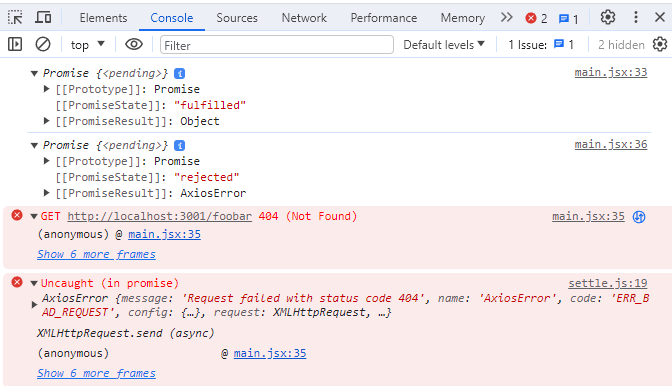 Elements Console Sources Network Performance Memory 2 1
top Filter Default levels 1 Issue: 1 2 hidden
Promise {<pending>} i main.jsx:33
[[Prototype]]: Promise
[[PromiseState]]: "fulfilled"
[[PromiseResult]]: Object
Promise {<pending>} i main.jsx:36
[[Prototype]]: Promise
[[PromiseState]]: "rejected"
[[PromiseResult]]: AxiosError
GET http://localhost:3001/foobar 404 (Not Found) main.jsx:35
(anonymous) @ main.jsx:35
Show 6 more frames
Uncaught (in promise) settle.js:19
AxiosError {message: 'Request failed with status code 404', name: 'AxiosError', code: 'ERR_B
AD_REQUEST', config: {…}, request: XMLHttpRequest, …}
XMLHttpRequest.send (async)
(anonymous) @ main.jsx:35
Show 6 more frames